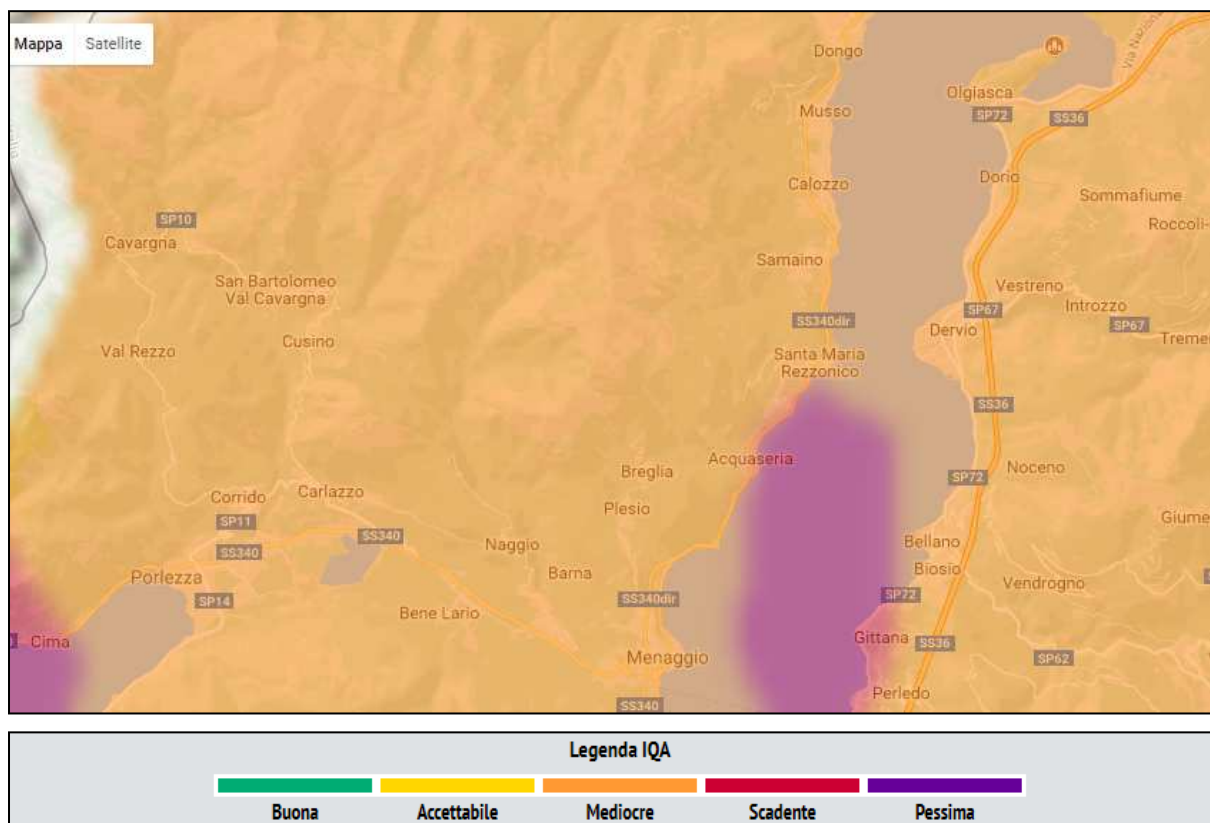 Mappa
Satellite
Dongo
Via Naziona
Olgiasca
SP72
SS36
Musso
Calozzo
Dorio
Sommafiume
Roccoli-
SP10
Cavargna
Samaino
San Bartolomeo
Val Cavargna
Vestreno
Introzzo
SS340dir
SP67
SP67
Dervio
Treme
Val Rezzo
Cusino
Santa Maria
Rezzonico
SS36
Acquaseria
Breglia
Noceno
SP72
Corrido
Carlazzo
Plesio
SP11
Giume
SS340
SS340
Naggio
Bellano
Porlezza
Barna
Biosio
Vendrogno
SP14
SS340dir
SP72
Bene Lario
Cima
Gittana
SS36
Menaggio
SP62
Perledo
SS340
Legenda IQA
Buona
Accettabile
Mediocre
Scadente
Pessima